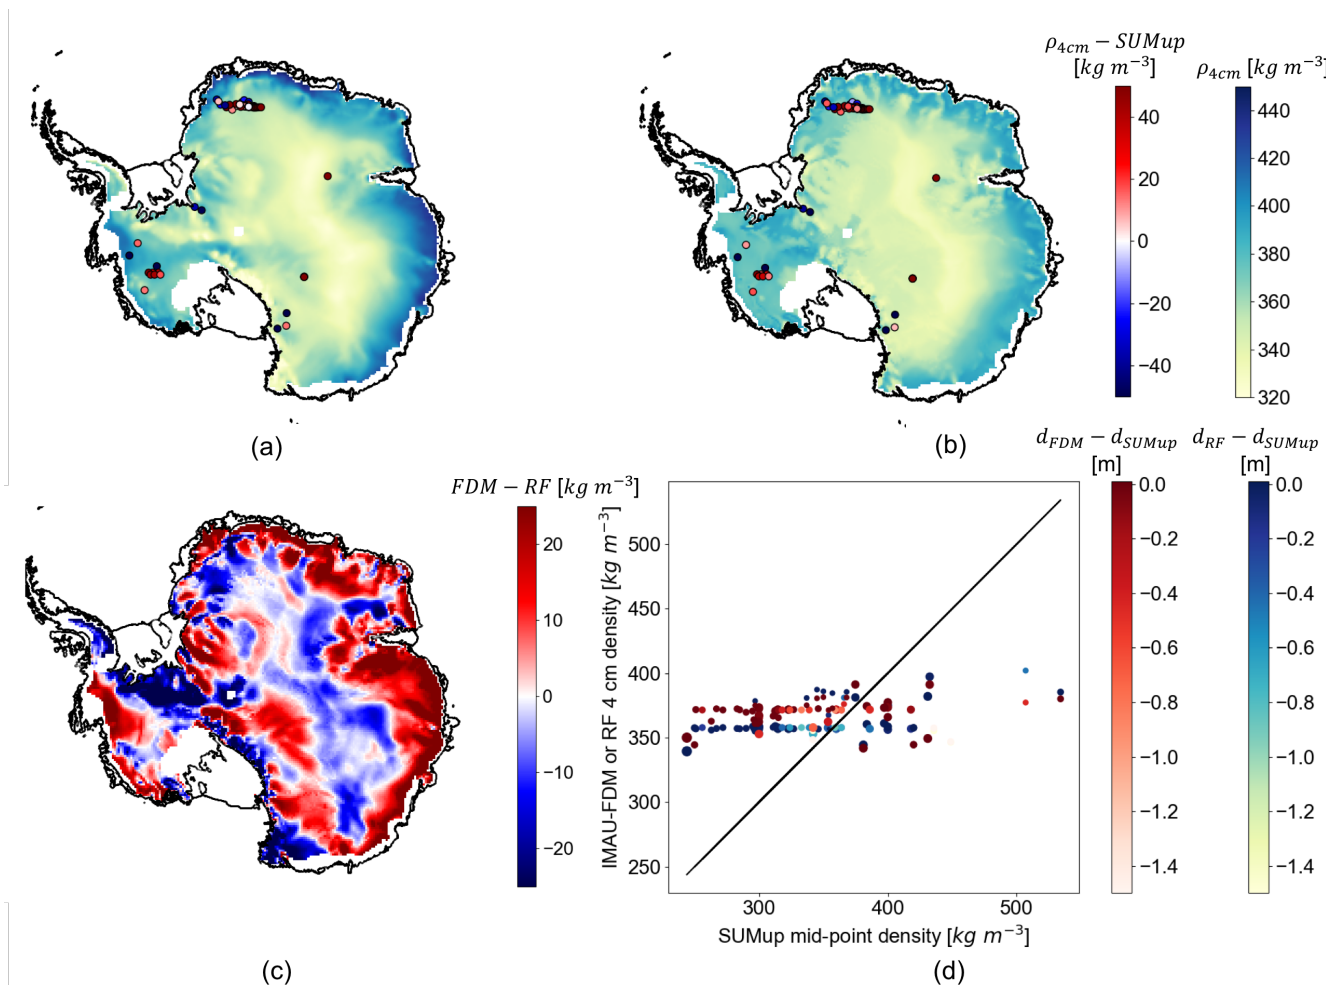 ρ4cm − SUMup
[kg m−3]
ρ4cm [kg m−3]
40
20
0
−20
−40
440
420
400
380
360
340
320
(a)
(b)
FDM − RF [kg m−3]
20
10
0
−10
−20
dFDM − dSUMup
[m]
dRF − dSUMup
[m]
0.0
−0.2
−0.4
−0.6
−0.8
−1.0
−1.2
−1.4
0.0
−0.2
−0.4
−0.6
−0.8
−1.0
−1.2
−1.4
IMAU-FDM or RF 4 cm density [kg m−3]
500
450
400
350
300
250
300 400 500
SUMup mid-point density [kg m−3]
(c)
(d)